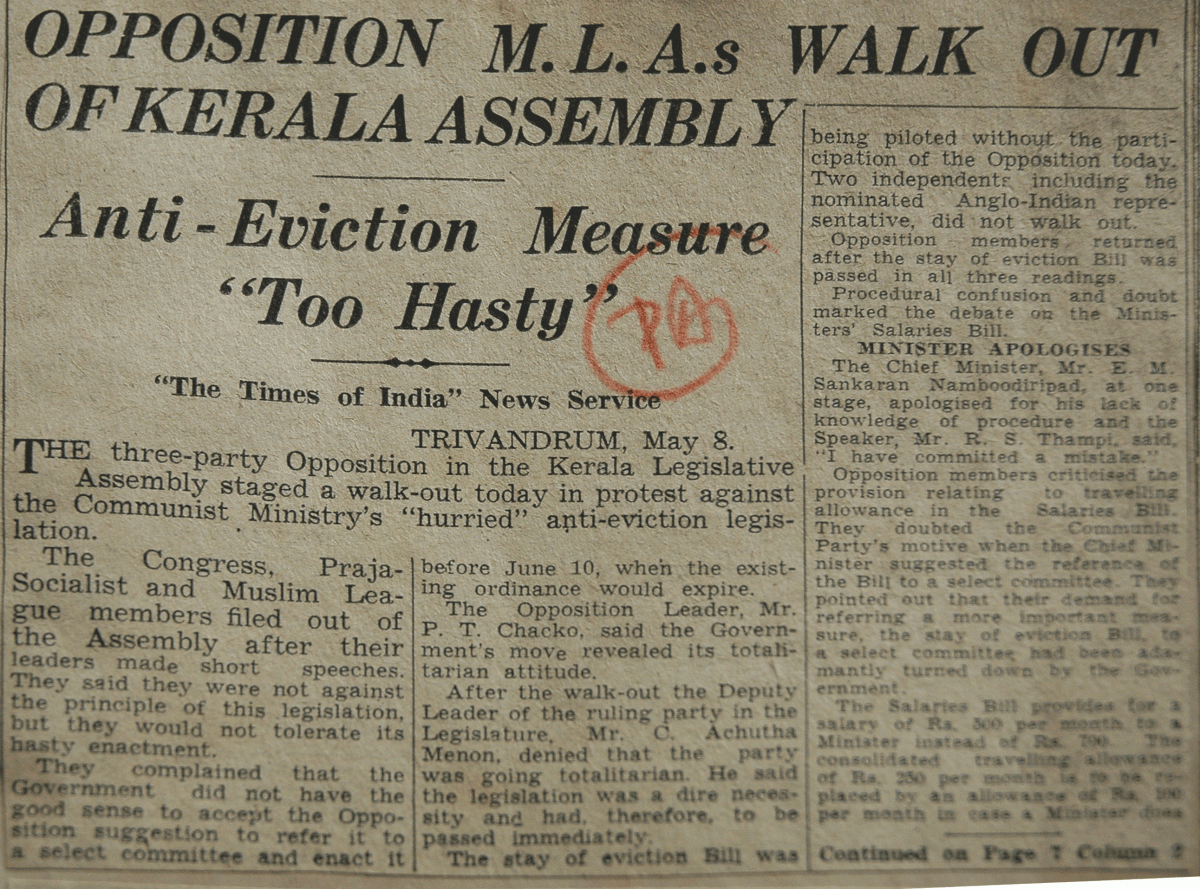 OPPOSITION M. L. A.s WALK OUT
OF KERALA ASSEMBLY
Anti-Eviction Measure
“Too Hasty”
“The Times of India” News Service
TRIVANDRUM, May 8.
THE three-party Opposition in the Kerala Legislative
Assembly staged a walk-out today in protest against
the Communist Ministry’s “hurried” anti-eviction legis-
lation.
The Congress, Praja-
Socialist and Muslim Lea-
gue members filed out of
the Assembly after their
leaders made short speeches.
They said they were not against
the principle of this legislation,
but they would not tolerate its
hasty enactment.
They complained that the
Government did not have the
good sense to accept the Oppo-
sition suggestion to refer it to
a select committee and enact it
before June 10, when the exist-
ing ordinance would expire.
The Opposition Leader, Mr.
P. T. Chacko, said the Govern-
ment’s move revealed its totali-
tarian attitude.
After the walk-out the Deputy
Leader of the ruling party in the
Legislature, Mr. C. Achutha
Menon, denied that the party
was going totalitarian. He said
the legislation was a dire neces-
sity and had, therefore, to be
passed immediately.
The stay of eviction Bill was
being piloted without the parti-
cipation of the Opposition today.
Two independents including the
nominated Anglo-Indian repre-
sentative, did not walk out.
Opposition members returned
after the stay of eviction Bill was
passed in all three readings.
Procedural confusion and doubt
marked the debate on the Minis-
ters’ Salaries Bill.
MINISTER APOLOGISES
The Chief Minister, Mr. E. M.
Sankaran Namboodiripad, at one
stage, apologised for his lack of
knowledge of procedure and the
Speaker, Mr. R. S. Thampi, said,
“I have committed a mistake.”
Opposition members criticised the
provision relating to travelling
allowance in the Salaries Bill.
They doubted the Communist
Party’s motive when the Chief Mi-
nister suggested the reference of
the Bill to a select committee. They
pointed out that their demand for
referring a more important mea-
sure, the stay of eviction Bill, to
a select committee had been ada-
mantly turned down by the Gov-
ernment.
The Salaries Bill provides for a
salary of Rs. 500 per month to a
Minister instead of Rs. 700. The
consolidated travelling allowance
of Rs. 250 per month is to be re-
placed by an allowance of Rs.
per month in case a Minister does
Continued on Page 7 Column 2